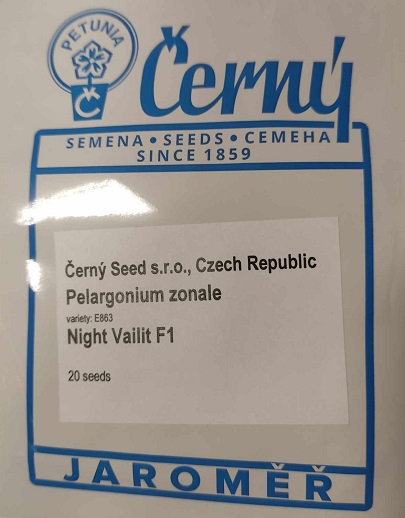 PETUNIA
Č
Černý
SEMENA • SEEDS • СЕМЕНА
SINCE 1859
Černý Seed s.r.o., Czech Republic
Pelargonium zonale
variety: E863
Night Vailit F1
20 seeds
JAROMĚŘ